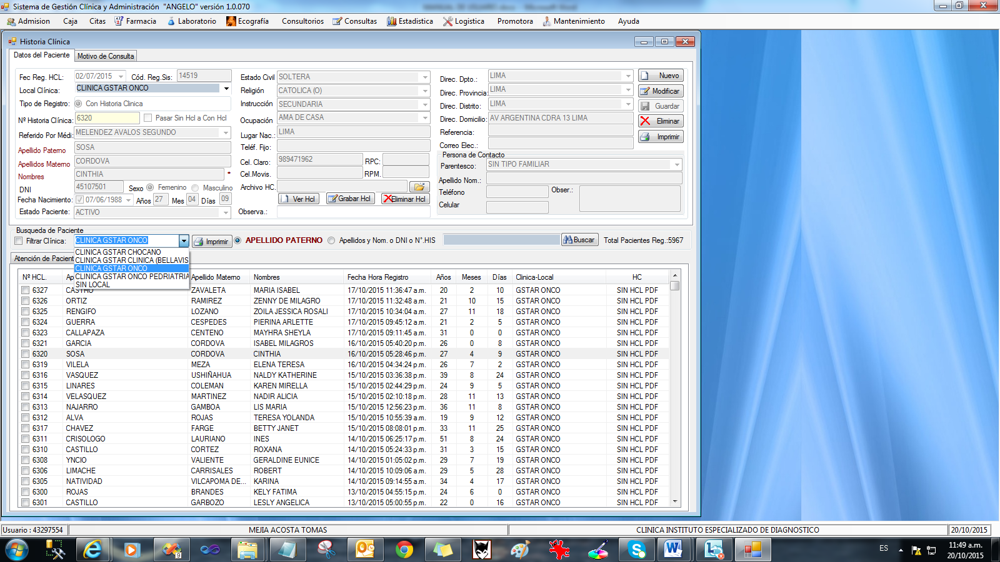 Sistema de Gestión Clínica y Administración "ANGELO" versión 1.0.070
Admision Caja Citas Farmacia Laboratorio Ecografía Consultorios Consultas Estadistica Logistica Promotora Mantenimiento Ayuda
Historia Clínica
Datos del Paciente Motivo de Consulta
Fec Reg. HCL: 02/07/2015 Cód. Reg.Sis: 14519
Local Clínica: CLINICA GSTAR ONCO
Tipo de Registro: Con Historia Clinica
Nº Historia Clínica: 6320 Pasar Sin Hcl a Con Hcl
Referido Por Médi: MELENDEZ AVALOS SEGUNDO
Apellido Paterno SOSA
Apellidos Materno CORDOVA
Nombres CINTHIA *
DNI 45107501 Sexo Femenino Masculino
Fecha Nacimiento: 07/06/1988 Años 27 Mes 04 Días 09
Estado Paciente: ACTIVO
Estado Civil SOLTERA
Religión CATOLICA (O)
Instrucción SECUNDARIA
Ocupación AMA DE CASA
Lugar Nac.: LIMA
Teléf. Fijo:
Cel. Claro: 989471962 RPC:
Cel.Movis. RPM.
Archivo HC.
Ver Hcl Grabar Hcl Eliminar Hcl
Observa.:
Direc. Dpto.: LIMA
Direc. Provincia: LIMA
Direc. Distrito: LIMA
Direc. Domicilio: AV ARGENTINA CDRA 13 LIMA
Referencia:
Correo Elec.:
Persona de Contacto
Parentesco: SIN TIPO FAMILIAR
Apellido Nom.:
Teléfono Obser.:
Celular
Nuevo
Modificar
Guardar
Eliminar
Imprimir
Busqueda de Paciente
Filtrar Clínica: CLINICA GSTAR ONCO Imprimir APELLIDO PATERNO Apellidos y Nom. o DNI o N°.HIS Buscar Total Pacientes Reg.:5967
CLINICA GSTAR CHOCANO
CLINICA GSTAR CLINICA (BELLAVIS
CLINICA GSTAR ONCO
CLINICA GSTAR ONCO PEDRIATRIA
SIN LOCAL
Atención de Pacient
Nº HCL. Ap Apellido Materno Nombres Fecha Hora Registro Años Meses Días Clinica-Local HC
6327 CASTRO ZAVALETA MARIA ISABEL 17/10/2015 11:36:47 a.m. 20 2 10 GSTAR ONCO SIN HCL PDF
6326 ORTIZ RAMIREZ ZENNY DE MILAGRO 17/10/2015 11:32:48 a.m. 21 10 15 GSTAR ONCO SIN HCL PDF
6325 RENGIFO LOZANO ZOILA JESSICA ROSALI 17/10/2015 10:34:04 a.m. 27 11 18 GSTAR ONCO SIN HCL PDF
6324 GUERRA CESPEDES PIERINA ARLETTE 17/10/2015 09:45:12 a.m. 21 2 5 GSTAR ONCO SIN HCL PDF
6323 CALLAPAZA CENTENO MAYHRA SHEYLA 17/10/2015 09:11:45 a.m. 31 0 0 GSTAR ONCO SIN HCL PDF
6321 GARCIA CORDOVA ISABEL MILAGROS 16/10/2015 05:40:20 p.m. 26 0 8 GSTAR ONCO SIN HCL PDF
6320 SOSA CORDOVA CINTHIA 16/10/2015 05:28:46 p.m. 27 4 9 GSTAR ONCO SIN HCL PDF
6319 VILELA MEZA ELENA TERESA 16/10/2015 04:34:24 p.m. 26 7 2 GSTAR ONCO SIN HCL PDF
6316 VASQUEZ USHIÑAHUA NALDY KATHERINE 15/10/2015 03:36:38 p.m. 39 8 24 GSTAR ONCO SIN HCL PDF
6315 LINARES COLEMAN KAREN MIRELLA 15/10/2015 02:44:29 p.m. 24 9 5 GSTAR ONCO SIN HCL PDF
6314 VELASQUEZ MARTINEZ NADIR ALICIA 15/10/2015 02:10:18 p.m. 28 11 13 GSTAR ONCO SIN HCL PDF
6313 NAJARRO GAMBOA LIS MARIA 15/10/2015 12:56:23 p.m. 36 11 8 GSTAR ONCO SIN HCL PDF
6312 ALVA ROJAS TERESA YOLANDA 15/10/2015 10:55:39 a.m. 19 9 12 GSTAR ONCO SIN HCL PDF
6317 CHAVEZ FARGE BETTY JANET 15/10/2015 08:08:01 p.m. 33 11 25 GSTAR ONCO SIN HCL PDF
6311 CRISOLOGO LAURIANO INES 14/10/2015 06:25:17 p.m. 51 8 24 GSTAR ONCO SIN HCL PDF
6310 CASTILLO CORTEZ ROXANA 14/10/2015 05:24:33 p.m. 31 3 15 GSTAR ONCO SIN HCL PDF
6308 YNCIO VALIENTE GERALDINE EUNICE 14/10/2015 01:05:02 p.m. 29 7 19 GSTAR ONCO SIN HCL PDF
6306 LIMACHE CARRISALES ROBERT 14/10/2015 10:09:06 a.m. 29 5 28 GSTAR ONCO SIN HCL PDF
6305 NATIVIDAD VILCAPOMA DE... KARINA 14/10/2015 09:14:55 a.m. 34 4 17 GSTAR ONCO SIN HCL PDF
6300 ROJAS BRANDES KELY FATIMA 13/10/2015 04:55:15 p.m. 24 6 0 GSTAR ONCO SIN HCL PDF
6301 CASTILLO GARBOZO LESLY ANGELICA 13/10/2015 05:00:55 p.m. 22 0 16 GSTAR ONCO SIN HCL PDF
Usuario : 43297554 MEJIA ACOSTA TOMAS CLINICA INSTITUTO ESPECIALIZADO DE DIAGNOSTICO 20/10/2015
9 ES 11:49 a.m.
20/10/2015